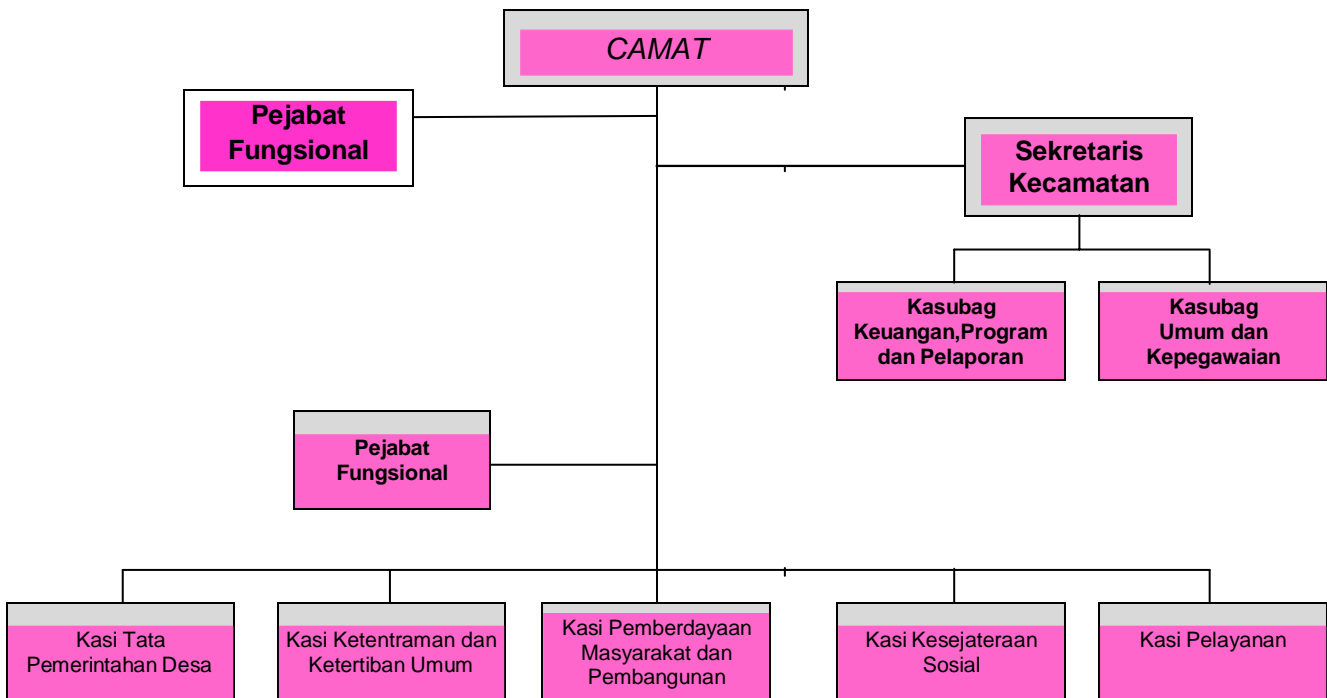 CAMAT
Pejabat
Fungsional
Sekretaris
Kecamatan
Kasubag
Keuangan,Program
dan Pelaporan
Kasubag
Umum dan
Kepegawaian
Pejabat
Fungsional
Kasi Tata
Pemerintahan Desa
Kasi Ketentraman dan
Ketertiban Umum
Kasi Pemberdayaan
Masyarakat dan
Pembangunan
Kasi Kesejateraan
Sosial
Kasi Pelayanan